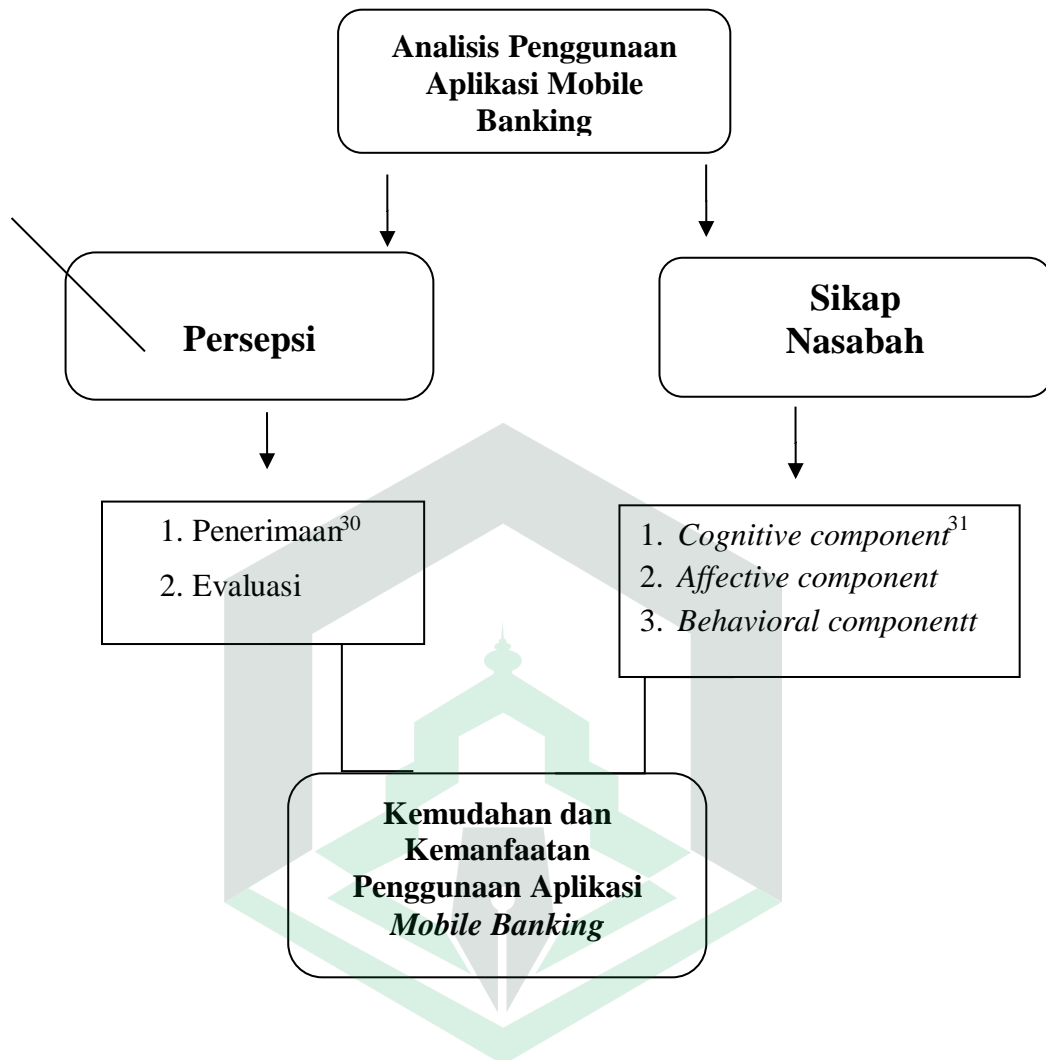 Analisis Penggunaan
Aplikasi Mobile
Banking
Persepsi
Sikap
Nasabah
1. Penerimaan³⁰
2. Evaluasi
1. Cognitive component³¹
2. Affective component
3. Behavioral componentt
Kemudahan dan
Kemanfaatan
Penggunaan Aplikasi
Mobile Banking